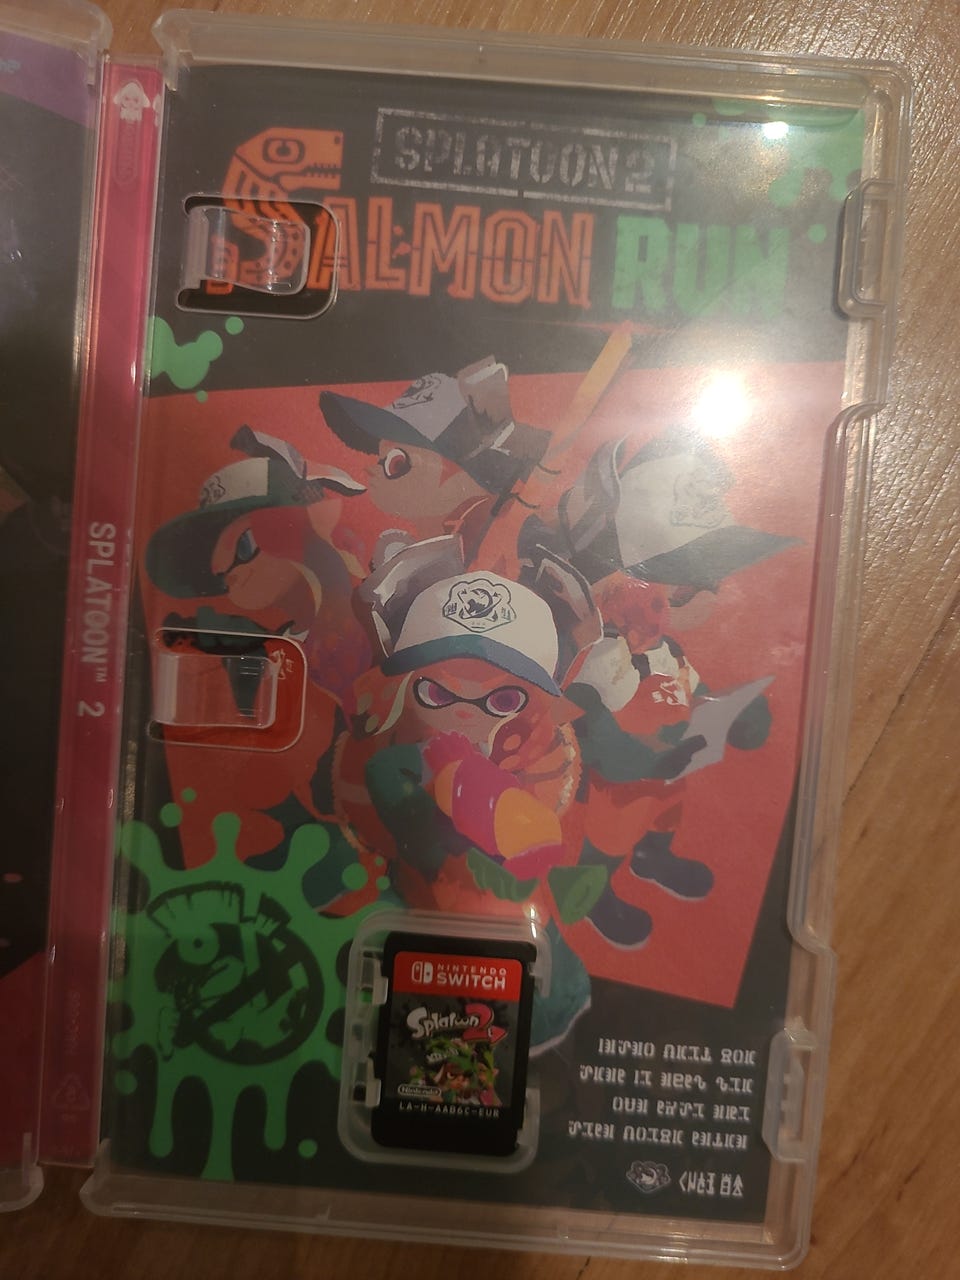 SPLATOON 2
SALMON RUN
SPLATOON™ 2
NINTENDO
SWITCH
Splatoon 2
Nintendo
LA-H-AAB6C-EUR